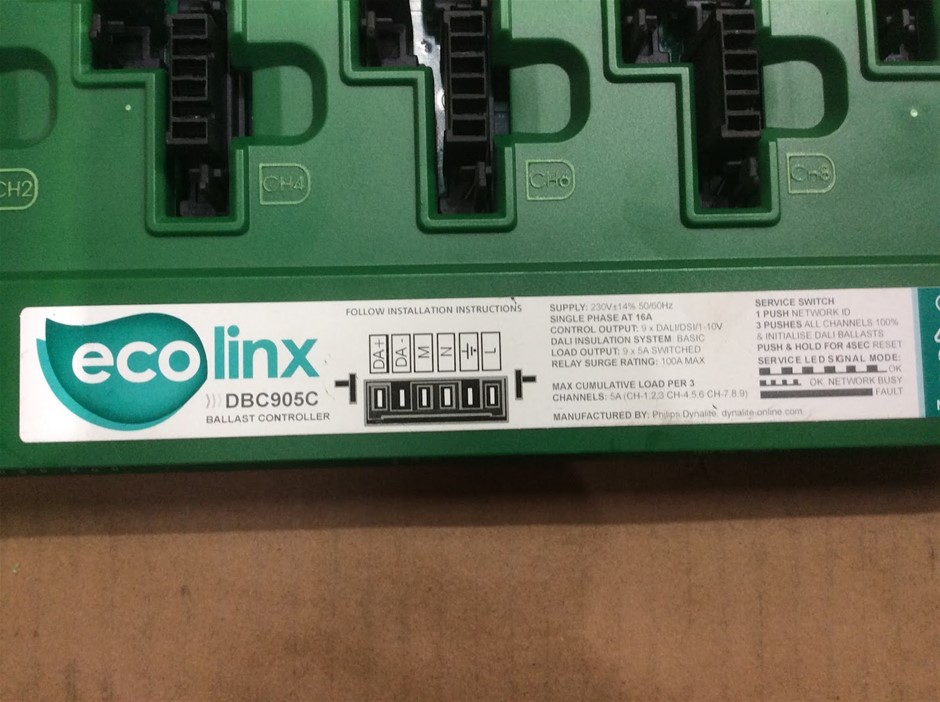 CH2
CH4
CH6
CH8
eco linx
DBC905C
BALLAST CONTROLLER
FOLLOW INSTALLATION INSTRUCTIONS
DA+
DA-
M
N
L
SUPPLY: 230V±14% 50/60Hz
SINGLE PHASE AT 16A
CONTROL OUTPUT: 9 x DALI/DSI/1-10V
DALI INSULATION SYSTEM: BASIC
LOAD OUTPUT: 9 x 5A SWITCHED
RELAY SURGE RATING: 100A MAX
MAX CUMULATIVE LOAD PER 3
CHANNELS: 5A (CH-1,2,3 CH-4,5,6 CH-7,8,9)
MANUFACTURED BY: Philips Dynalite, dynalite-online.com
SERVICE SWITCH
1 PUSH NETWORK ID
3 PUSHES ALL CHANNELS 100%
& INITIALISE DALI BALLASTS
PUSH & HOLD FOR 4SEC RESET
SERVICE LED SIGNAL MODE:
OK
OK NETWORK BUSY
FAULT